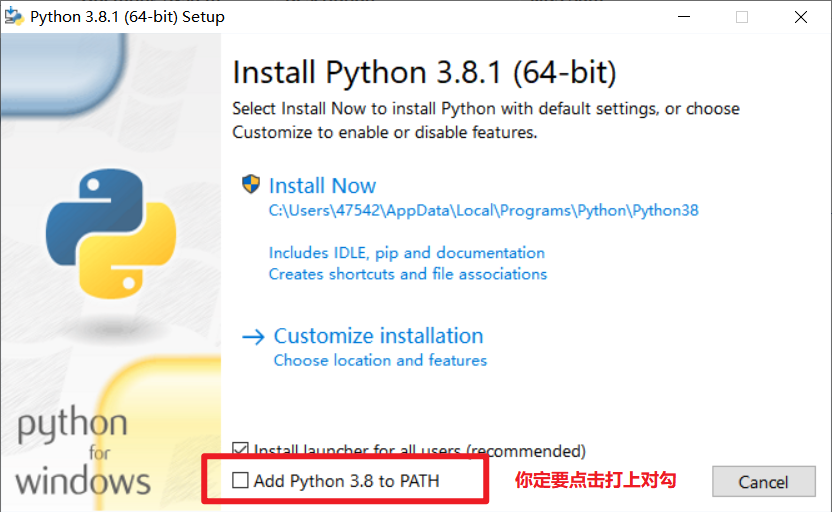 Python 3.8.1 (64-bit) Setup
Install Python 3.8.1 (64-bit)
Select Install Now to install Python with default settings, or choose
Customize to enable or disable features.
Install Now
C:\Users\47542\AppData\Local\Programs\Python\Python38
Includes IDLE, pip and documentation
Creates shortcuts and file associations
Customize installation
Choose location and features
python
for
windows
Install launcher for all users (recommended)
Add Python 3.8 to PATH
你定要点击打上对勾
Cancel